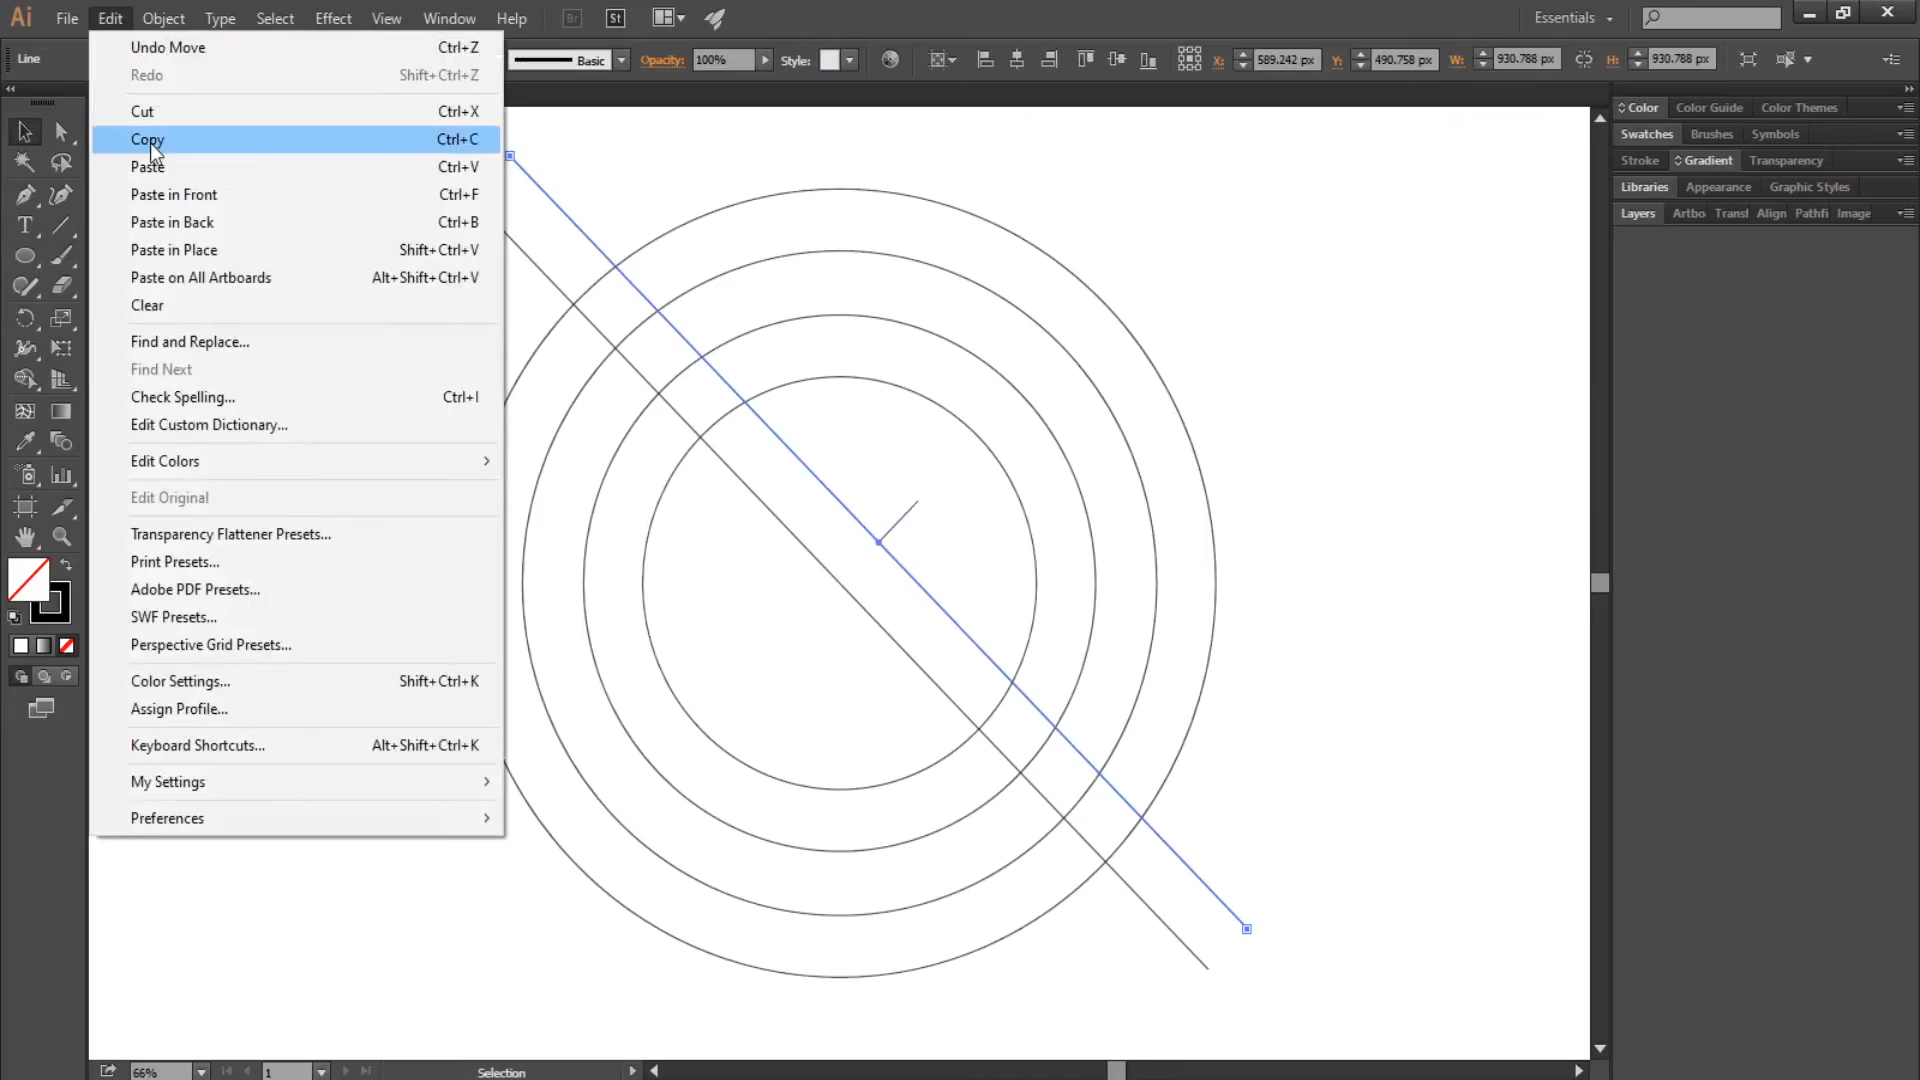 Ai File Edit Object Type Select Effect View Window Help Br St Essentials
Line Basic Opacity: 100% Style: X: 589.242 px Y: 490.758 px W: 930.788 px H: 930.788 px
Undo Move Ctrl+Z
Redo Shift+Ctrl+Z
Cut Ctrl+X
Copy Ctrl+C
Paste Ctrl+V
Paste in Front Ctrl+F
Paste in Back Ctrl+B
Paste in Place Shift+Ctrl+V
Paste on All Artboards Alt+Shift+Ctrl+V
Clear
Find and Replace...
Find Next
Check Spelling... Ctrl+I
Edit Custom Dictionary...
Edit Colors
Edit Original
Transparency Flattener Presets...
Print Presets...
Adobe PDF Presets...
SWF Presets...
Perspective Grid Presets...
Color Settings... Shift+Ctrl+K
Assign Profile...
Keyboard Shortcuts... Alt+Shift+Ctrl+K
My Settings
Preferences
Color Color Guide Color Themes
Swatches Brushes Symbols
Stroke Gradient Transparency
Libraries Appearance Graphic Styles
Layers Artbo Transf Align Pathfi Image
66% 1 Selection